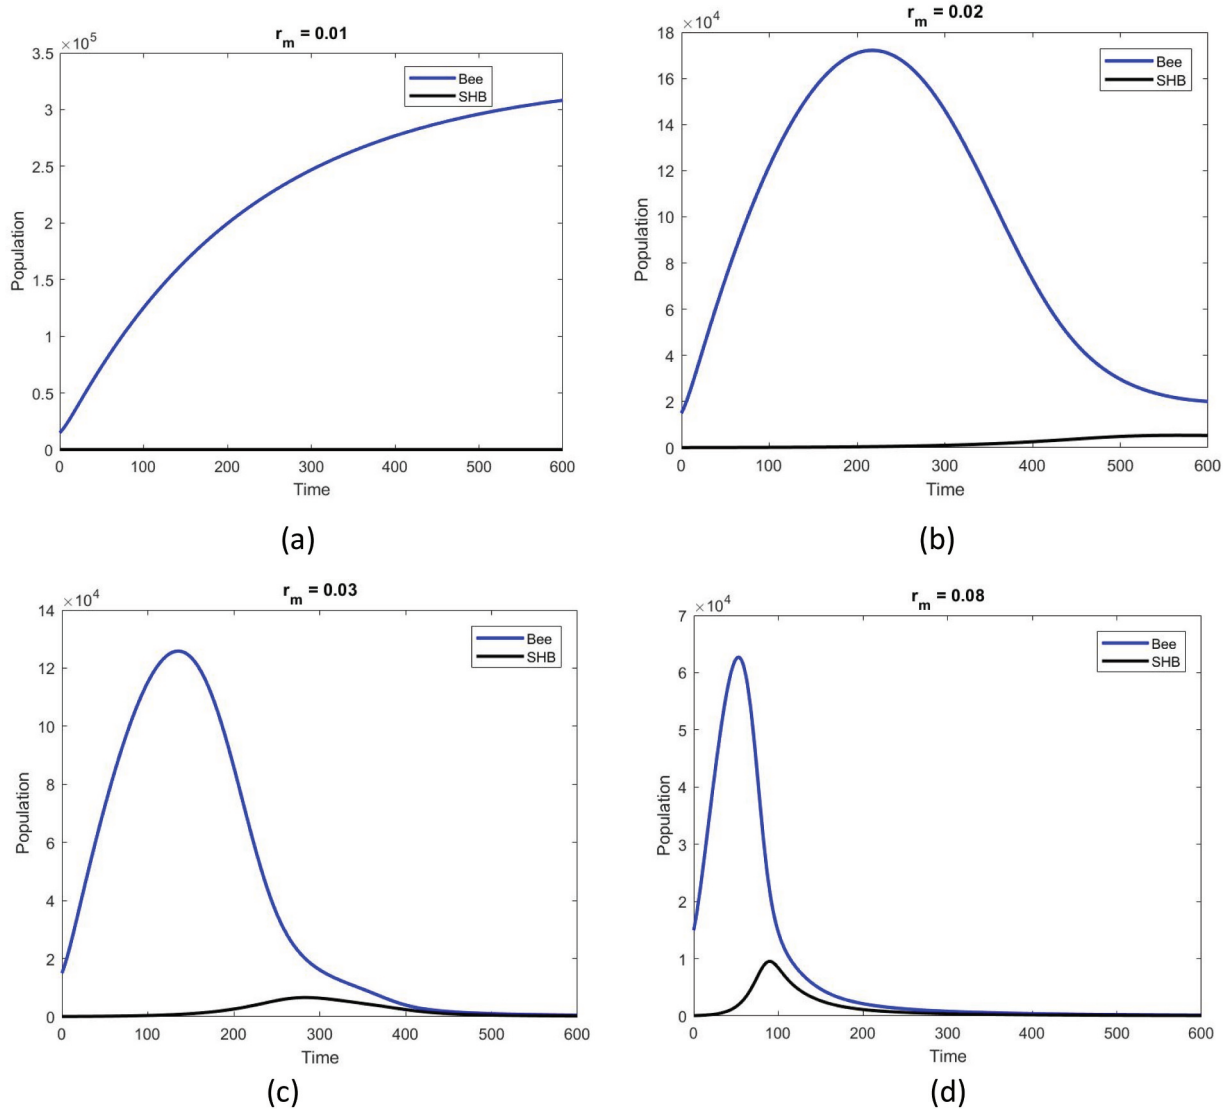 r_m = 0.01
×10^5
3.5
3
2.5
2
1.5
1
0.5
0
Population
0 100 200 300 400 500 600
Time
Bee
SHB
(a)
r_m = 0.02
×10^4
18
16
14
12
10
8
6
4
2
0
Population
0 100 200 300 400 500 600
Time
Bee
SHB
(b)
r_m = 0.03
×10^4
14
12
10
8
6
4
2
0
Population
0 100 200 300 400 500 600
Time
Bee
SHB
(c)
r_m = 0.08
×10^4
7
6
5
4
3
2
1
0
Population
0 100 200 300 400 500 600
Time
Bee
SHB
(d)